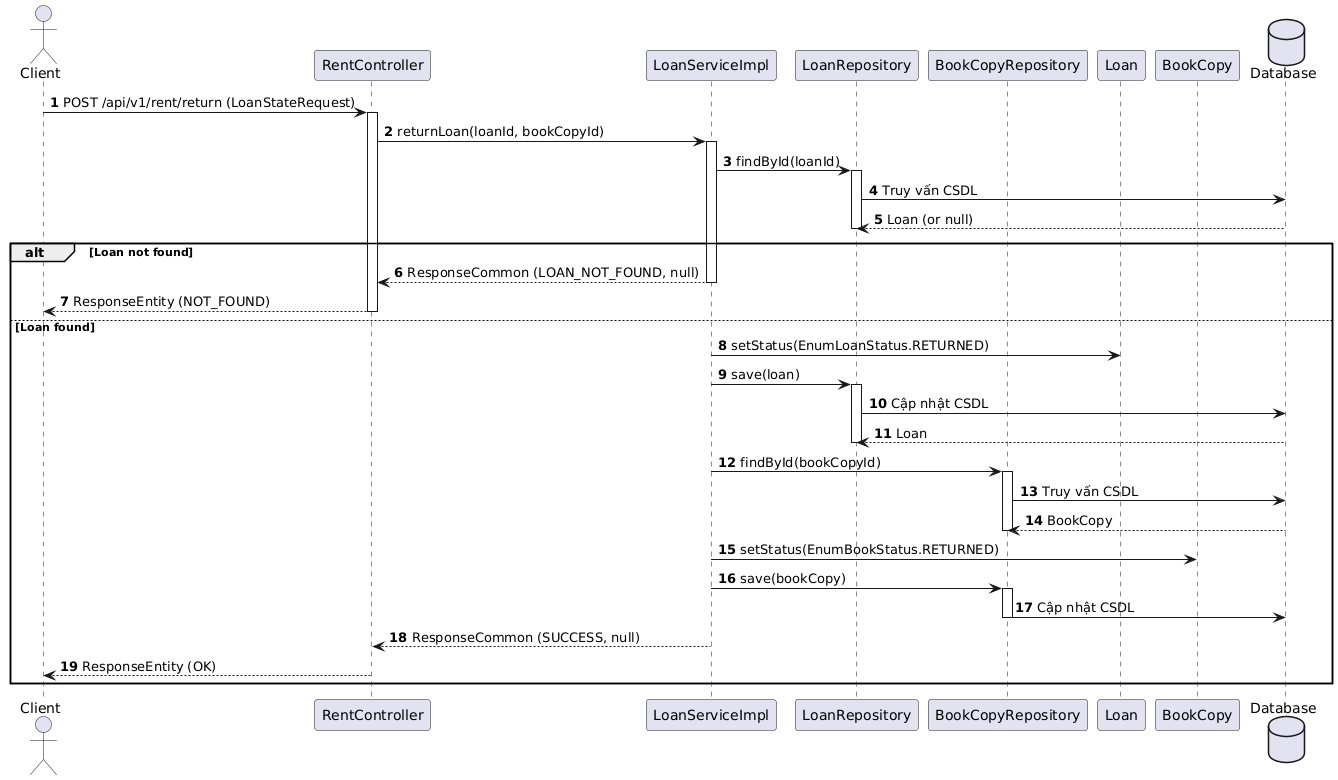 Client
RentController
LoanServiceImpl
LoanRepository
BookCopyRepository
Loan
BookCopy
Database
1 POST /api/v1/rent/return (LoanStateRequest)
2 returnLoan(loanId, bookCopyId)
3 findById(loanId)
4 Truy vấn CSDL
5 Loan (or null)
alt [Loan not found]
6 ResponseCommon (LOAN_NOT_FOUND, null)
7 ResponseEntity (NOT_FOUND)
[Loan found]
8 setStatus(EnumLoanStatus.RETURNED)
9 save(loan)
10 Cập nhật CSDL
11 Loan
12 findById(bookCopyId)
13 Truy vấn CSDL
14 BookCopy
15 setStatus(EnumBookStatus.RETURNED)
16 save(bookCopy)
17 Cập nhật CSDL
18 ResponseCommon (SUCCESS, null)
19 ResponseEntity (OK)
Client
RentController
LoanServiceImpl
LoanRepository
BookCopyRepository
Loan
BookCopy
Database